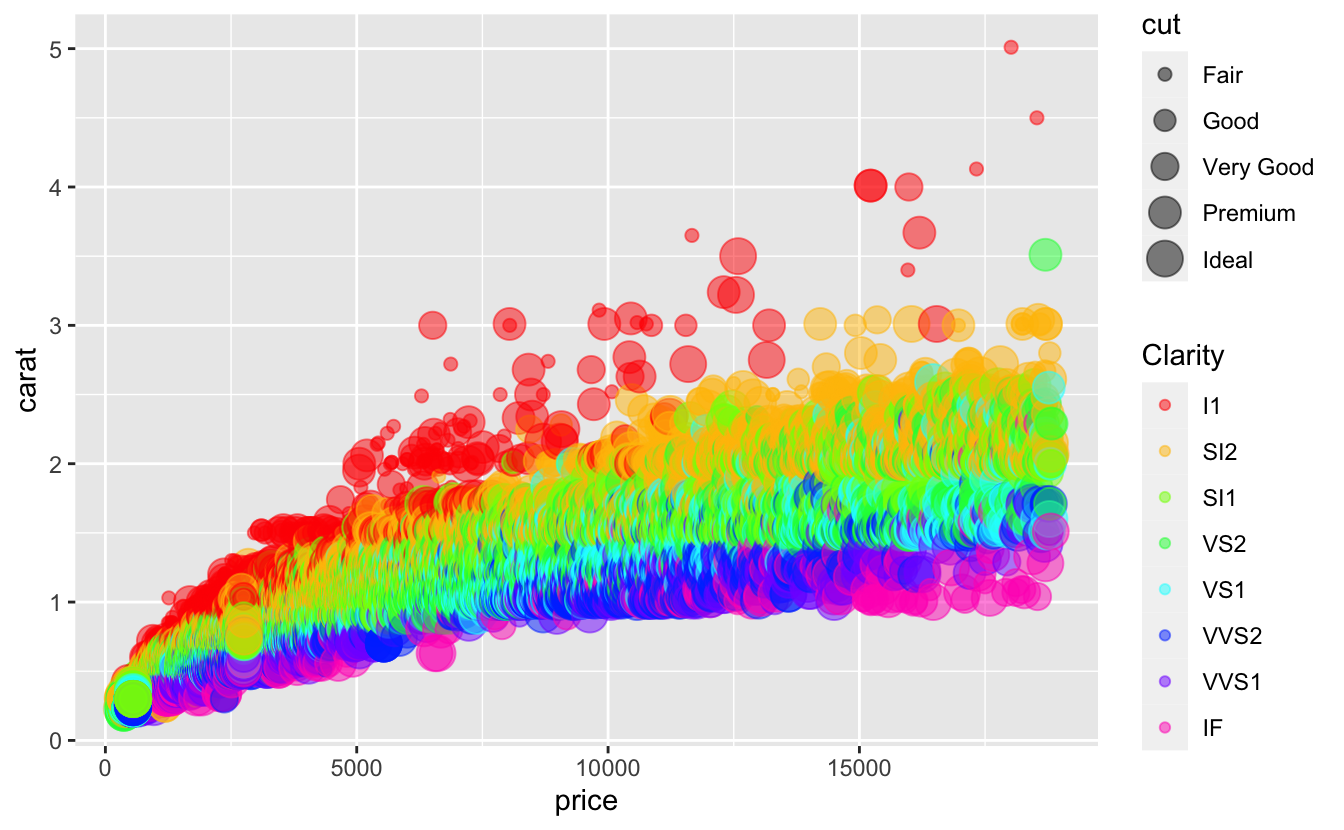 5
4
3
2
1
0
carat
0 5000 10000 15000
price
cut
Fair
Good
Very Good
Premium
Ideal
Clarity
I1
SI2
SI1
VS2
VS1
VVS2
VVS1
IF